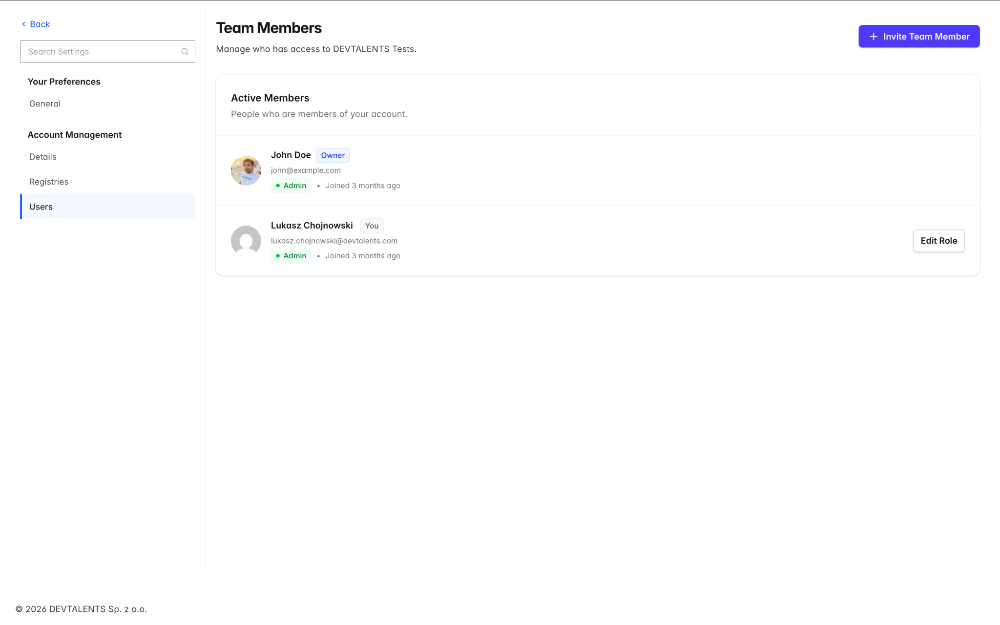 Back
Search Settings
Your Preferences
General
Account Management
Details
Registries
Users
Team Members
Manage who has access to DEVTALENTS Tests.
Invite Team Member
Active Members
People who are members of your account.
John Doe Owner
john@example.com
Admin • Joined 3 months ago
Lukasz Chojnowski You
lukasz.chojnowski@devtalents.com
Admin • Joined 3 months ago
Edit Role
© 2026 DEVTALENTS Sp. z o.o.